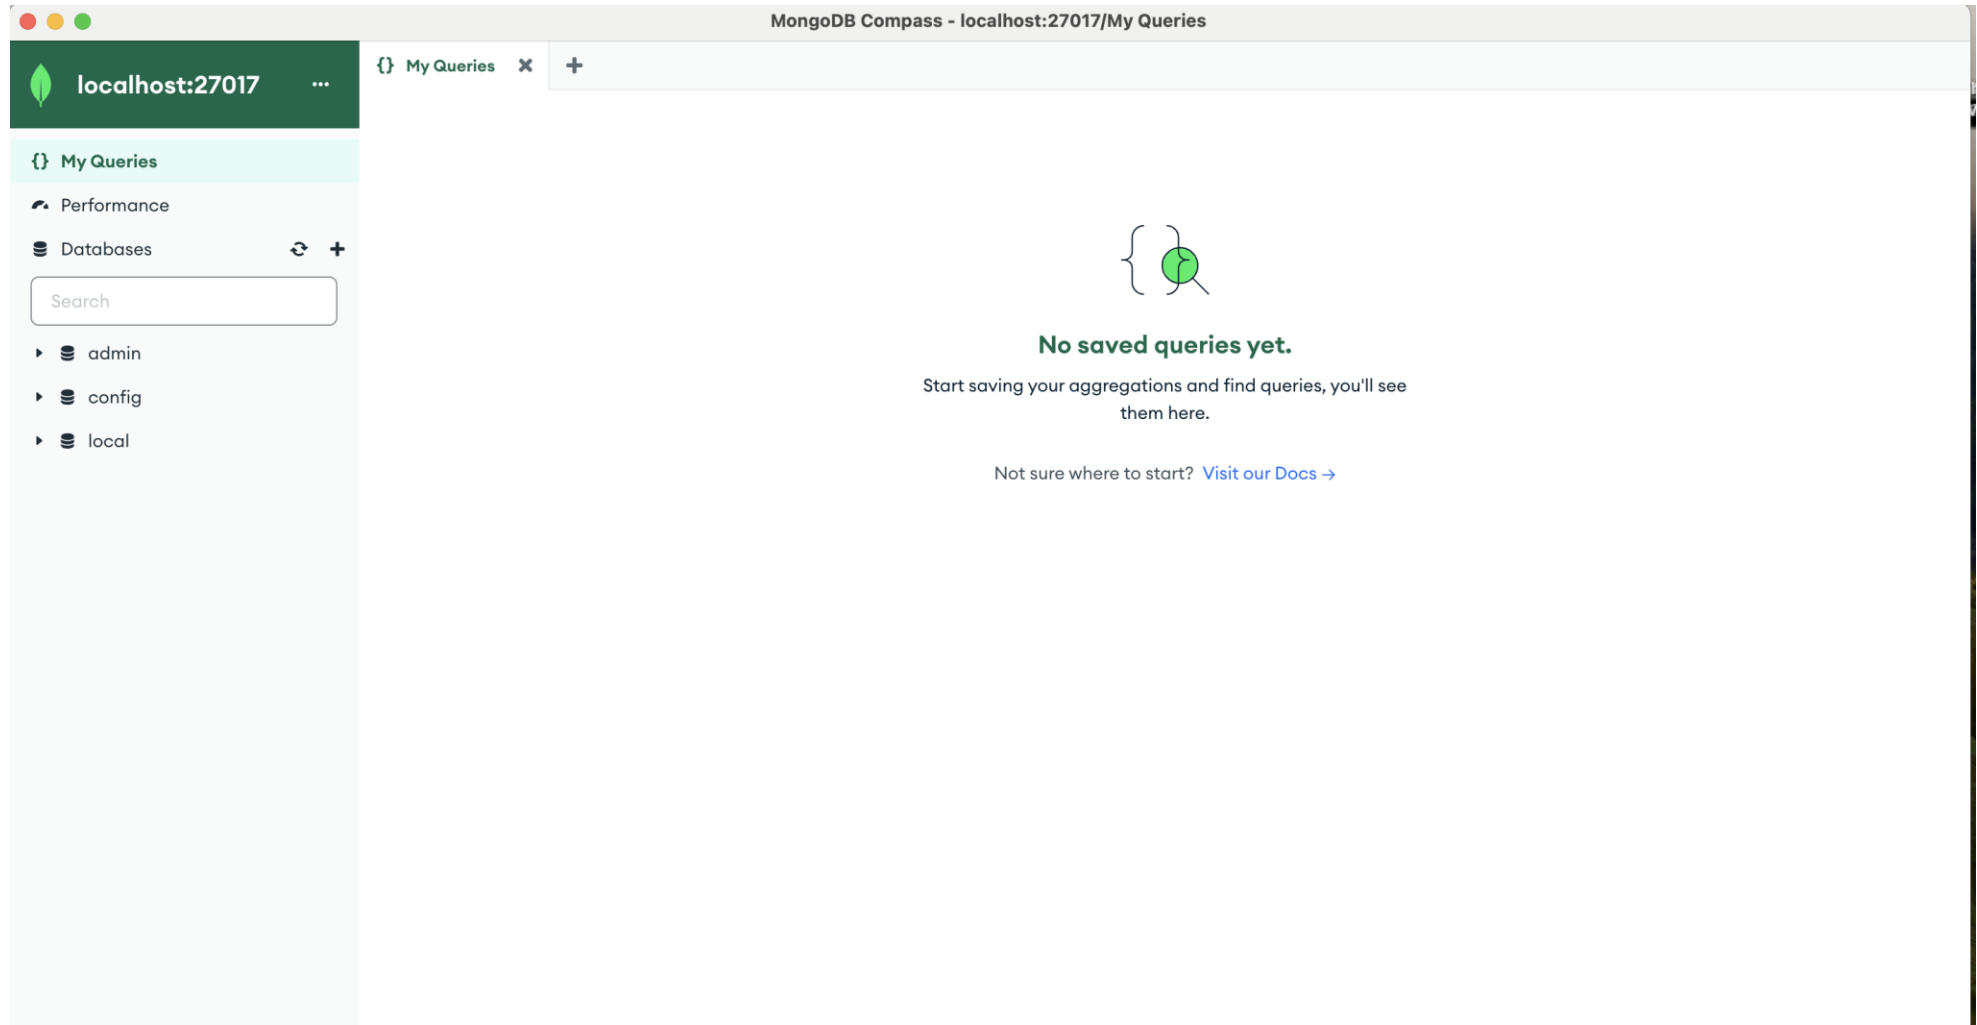 MongoDB Compass - localhost:27017/My Queries
localhost:27017 ...
{} My Queries
Performance
Databases
Search
admin
config
local
{} My Queries
No saved queries yet.
Start saving your aggregations and find queries, you'll see
them here.
Not sure where to start? Visit our Docs →